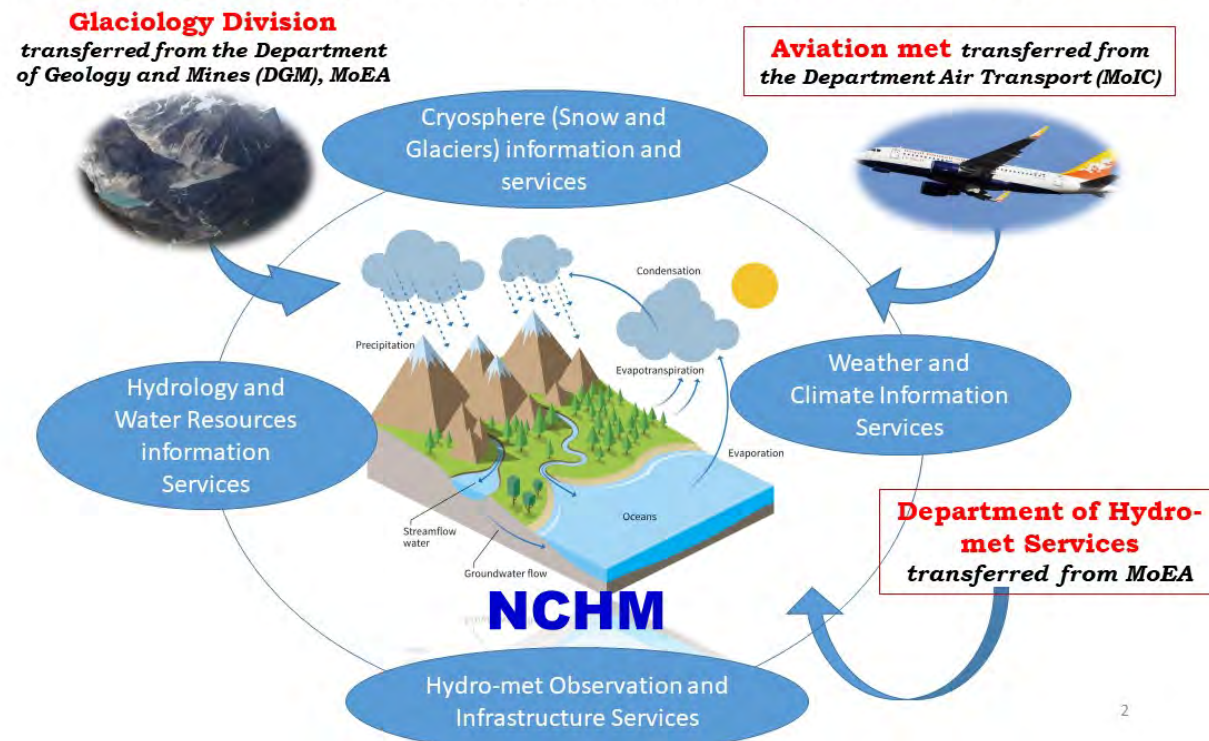 Glaciology Division
transferred from the Department
of Geology and Mines (DGM), MoEA
Aviation met transferred from
the Department Air Transport (MoIC)
Cryosphere (Snow and
Glaciers) information and
services
Condensation
Precipitation
Evapotranspiration
Evaporation
Hydrology and
Water Resources
information
Services
Weather and
Climate Information
Services
Oceans
Streamflow
water
Groundwater flow
Department of Hydro-
met Services
transferred from MoEA
NCHM
Hydro-met Observation and
Infrastructure Services
2